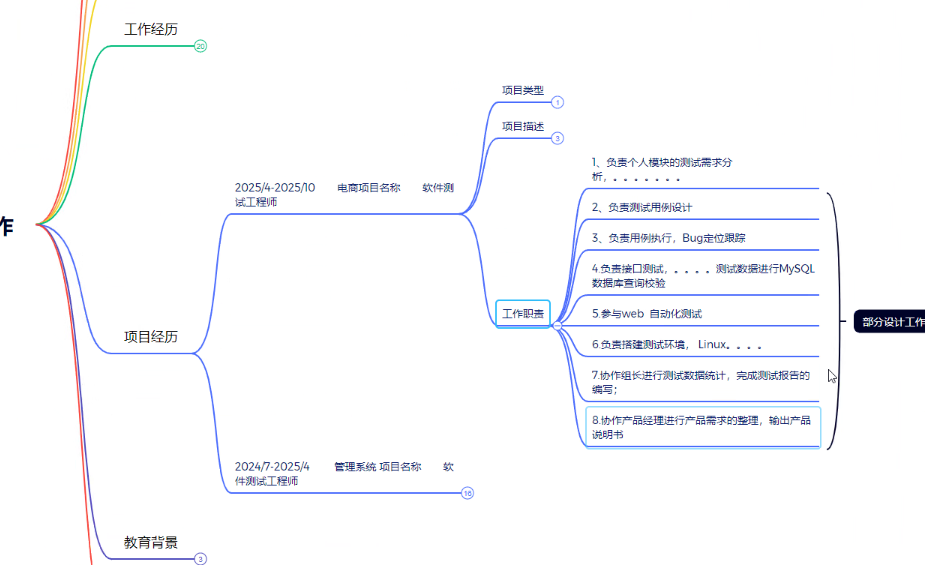 工作经历
20
作
项目经历
2025/4-2025/10 电商项目名称 软件测
试工程师
项目类型
1
项目描述
3
工作职责
1、负责个人模块的测试需求分
析，。。。。。。。
2、负责测试用例设计
3、负责用例执行，Bug定位跟踪
4.负责接口测试，。。。。测试数据进行MySQL
数据库查询校验
5.参与web 自动化测试
6.负责搭建测试环境， Linux。。。。
7.协作组长进行测试数据统计，完成测试报告的
编写；
8.协作产品经理进行产品需求的整理，输出产品
说明书
部分设计工作
2024/7-2025/4 管理系统 项目名称 软
件测试工程师
16
教育背景
3